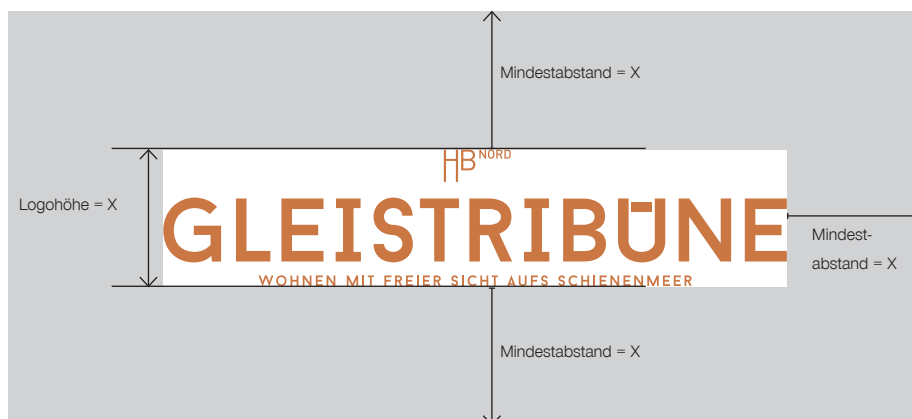 Mindestabstand = X
HB NORD
Logohöhe = X
GLEISTRIBÜNE
Mindest-
abstand = X
WOHNEN MIT FREIER SICHT AUFS SCHIENENMEER
Mindestabstand = X